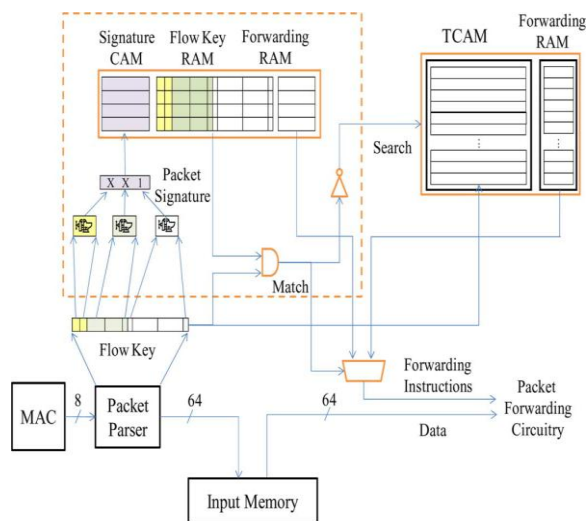 Signature
CAM
Flow Key
RAM
Forwarding
RAM
TCAM
Forwarding
RAM
Search
X X 1
Packet
Signature
Match
Flow Key
Forwarding
Instructions
Packet
Forwarding
Circuitry
MAC
8
Packet
Parser
64
64
Data
Input Memory